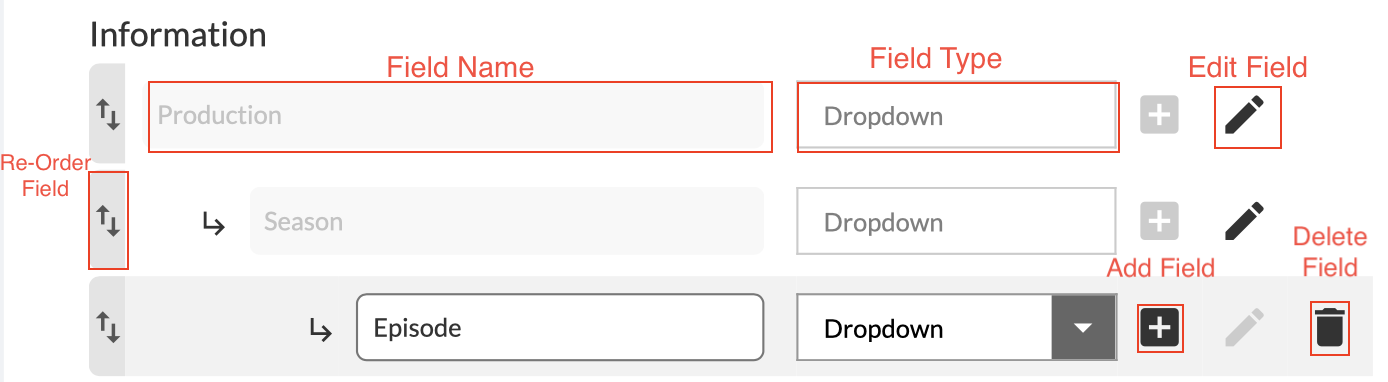 Information
Field Name
Field Type
Edit Field
Production
Dropdown
Re-Order
Field
Season
Dropdown
Delete
Field
Add Field
Episode
Dropdown